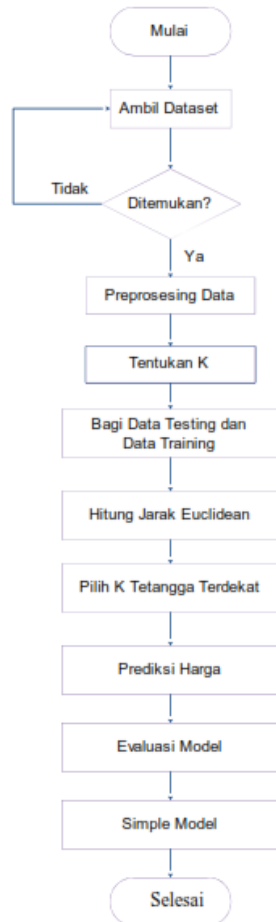 Mulai
Ambil Dataset
Tidak
Ditemukan?
Ya
Preprosesing Data
Tentukan K
Bagi Data Testing dan
Data Training
Hitung Jarak Euclidean
Pilih K Tetangga Terdekat
Prediksi Harga
Evaluasi Model
Simple Model
Selesai